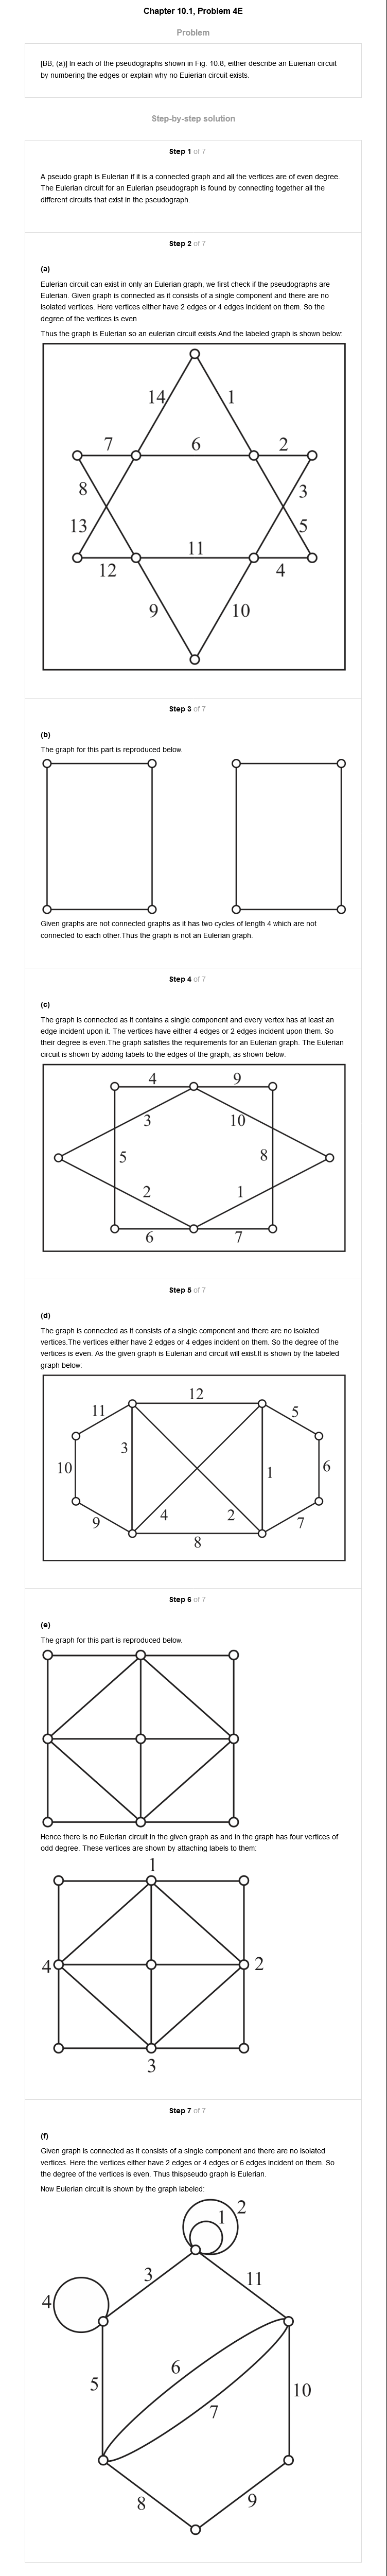 Chapter 10.1, Problem 4E
Problem
[BB; (a)] In each of the pseudographs shown in Fig. 10.8, either describe an Euierian circuit
by numbering the edges or explain why no Euierian circuit exists.
Step-by-step solution
Step 1 of 7
A pseudo graph is Eulerian if it is a connected graph and all the vertices are of even degree.
The Eulerian circuit for an Eulerian pseudograph is found by connecting together all the
different circuits that exist in the pseudograph.
Step 2 of 7
(a)
Eulerian circuit can exist in only an Eulerian graph, we first check if the pseudographs are
Eulerian. Given graph is connected as it consists of a single component and there are no
isolated vertices. Here vertices either have 2 edges or 4 edges incident on them. So the
degree of the vertices is even
Thus the graph is Eulerian so an eulerian circuit exists.And the labeled graph is shown below:
14 1
7 6 2
8 3
13 5
12 11 4
9 10
Step 3 of 7
(b)
The graph for this part is reproduced below.
Given graphs are not connected graphs as it has two cycles of length 4 which are not
connected to each other.Thus the graph is not an Eulerian graph.
Step 4 of 7
(c)
The graph is connected as it contains a single component and every vertex has at least an
edge incident upon it. The vertices have either 4 edges or 2 edges incident upon them. So
their degree is even.The graph satisfies the requirements for an Eulerian graph. The Eulerian
circuit is shown by adding labels to the edges of the graph, as shown below:
4 9
3 10
5 8
2 1
6 7
Step 5 of 7
(d)
The graph is connected as it consists of a single component and there are no isolated
vertices.The vertices either have 2 edges or 4 edges incident on them. So the degree of the
vertices is even. As the given graph is Eulerian and circuit will exist.It is shown by the labeled
graph below:
12
11 5
3
10 1 6
4 2
9 7
8
Step 6 of 7
(e)
The graph for this part is reproduced below.
Hence there is no Eulerian circuit in the given graph as and in the graph has four vertices of
odd degree. These vertices are shown by attaching labels to them:
1
4 2
3
Step 7 of 7
(f)
Given graph is connected as it consists of a single component and there are no isolated
vertices. Here the vertices either have 2 edges or 4 edges or 6 edges incident on them. So
the degree of the vertices is even. Thus thispseudo graph is Eulerian.
Now Eulerian circuit is shown by the graph labeled:
2
1
3 11
4
6
5 10
7
8 9